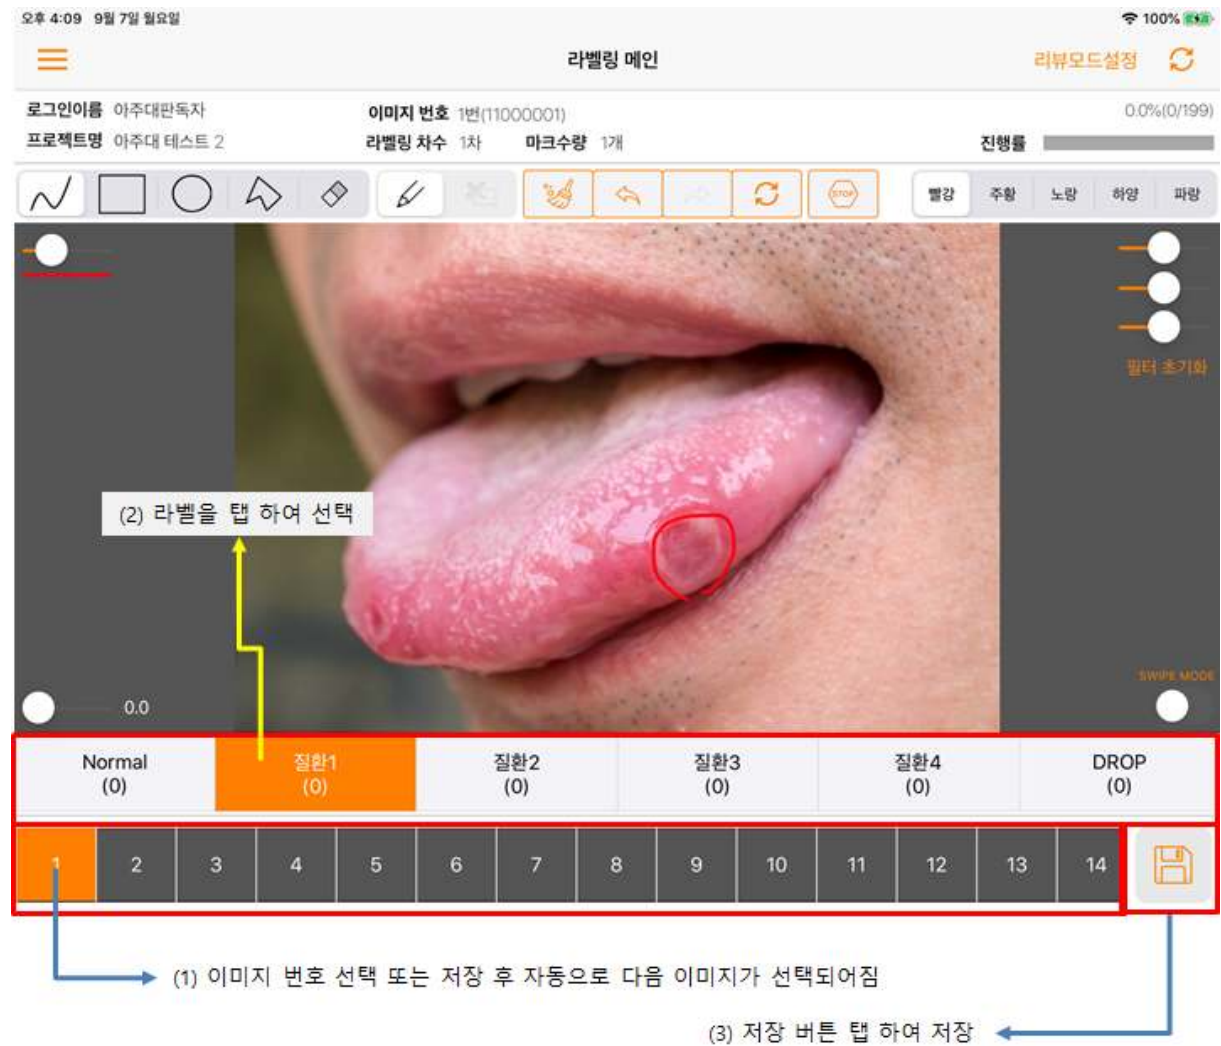 오후 4:09 9월 7일 월요일 100%
라벨링 메인 리뷰모드설정
로그인이름 아주대판독자 이미지 번호 1번(11000001) 0.0%(0/199)
프로젝트명 아주대 테스트 2 라벨링 차수 1차 마크수량 1개 진행률
STOP 빨강 주황 노랑 하양 파랑
필터 초기화
(2) 라벨을 탭 하여 선택
SWIPE MODE
0.0
Normal 질환1 질환2 질환3 질환4 DROP
(0) (0) (0) (0) (0) (0)
1 2 3 4 5 6 7 8 9 10 11 12 13 14
(1) 이미지 번호 선택 또는 저장 후 자동으로 다음 이미지가 선택되어짐
(3) 저장 버튼 탭 하여 저장